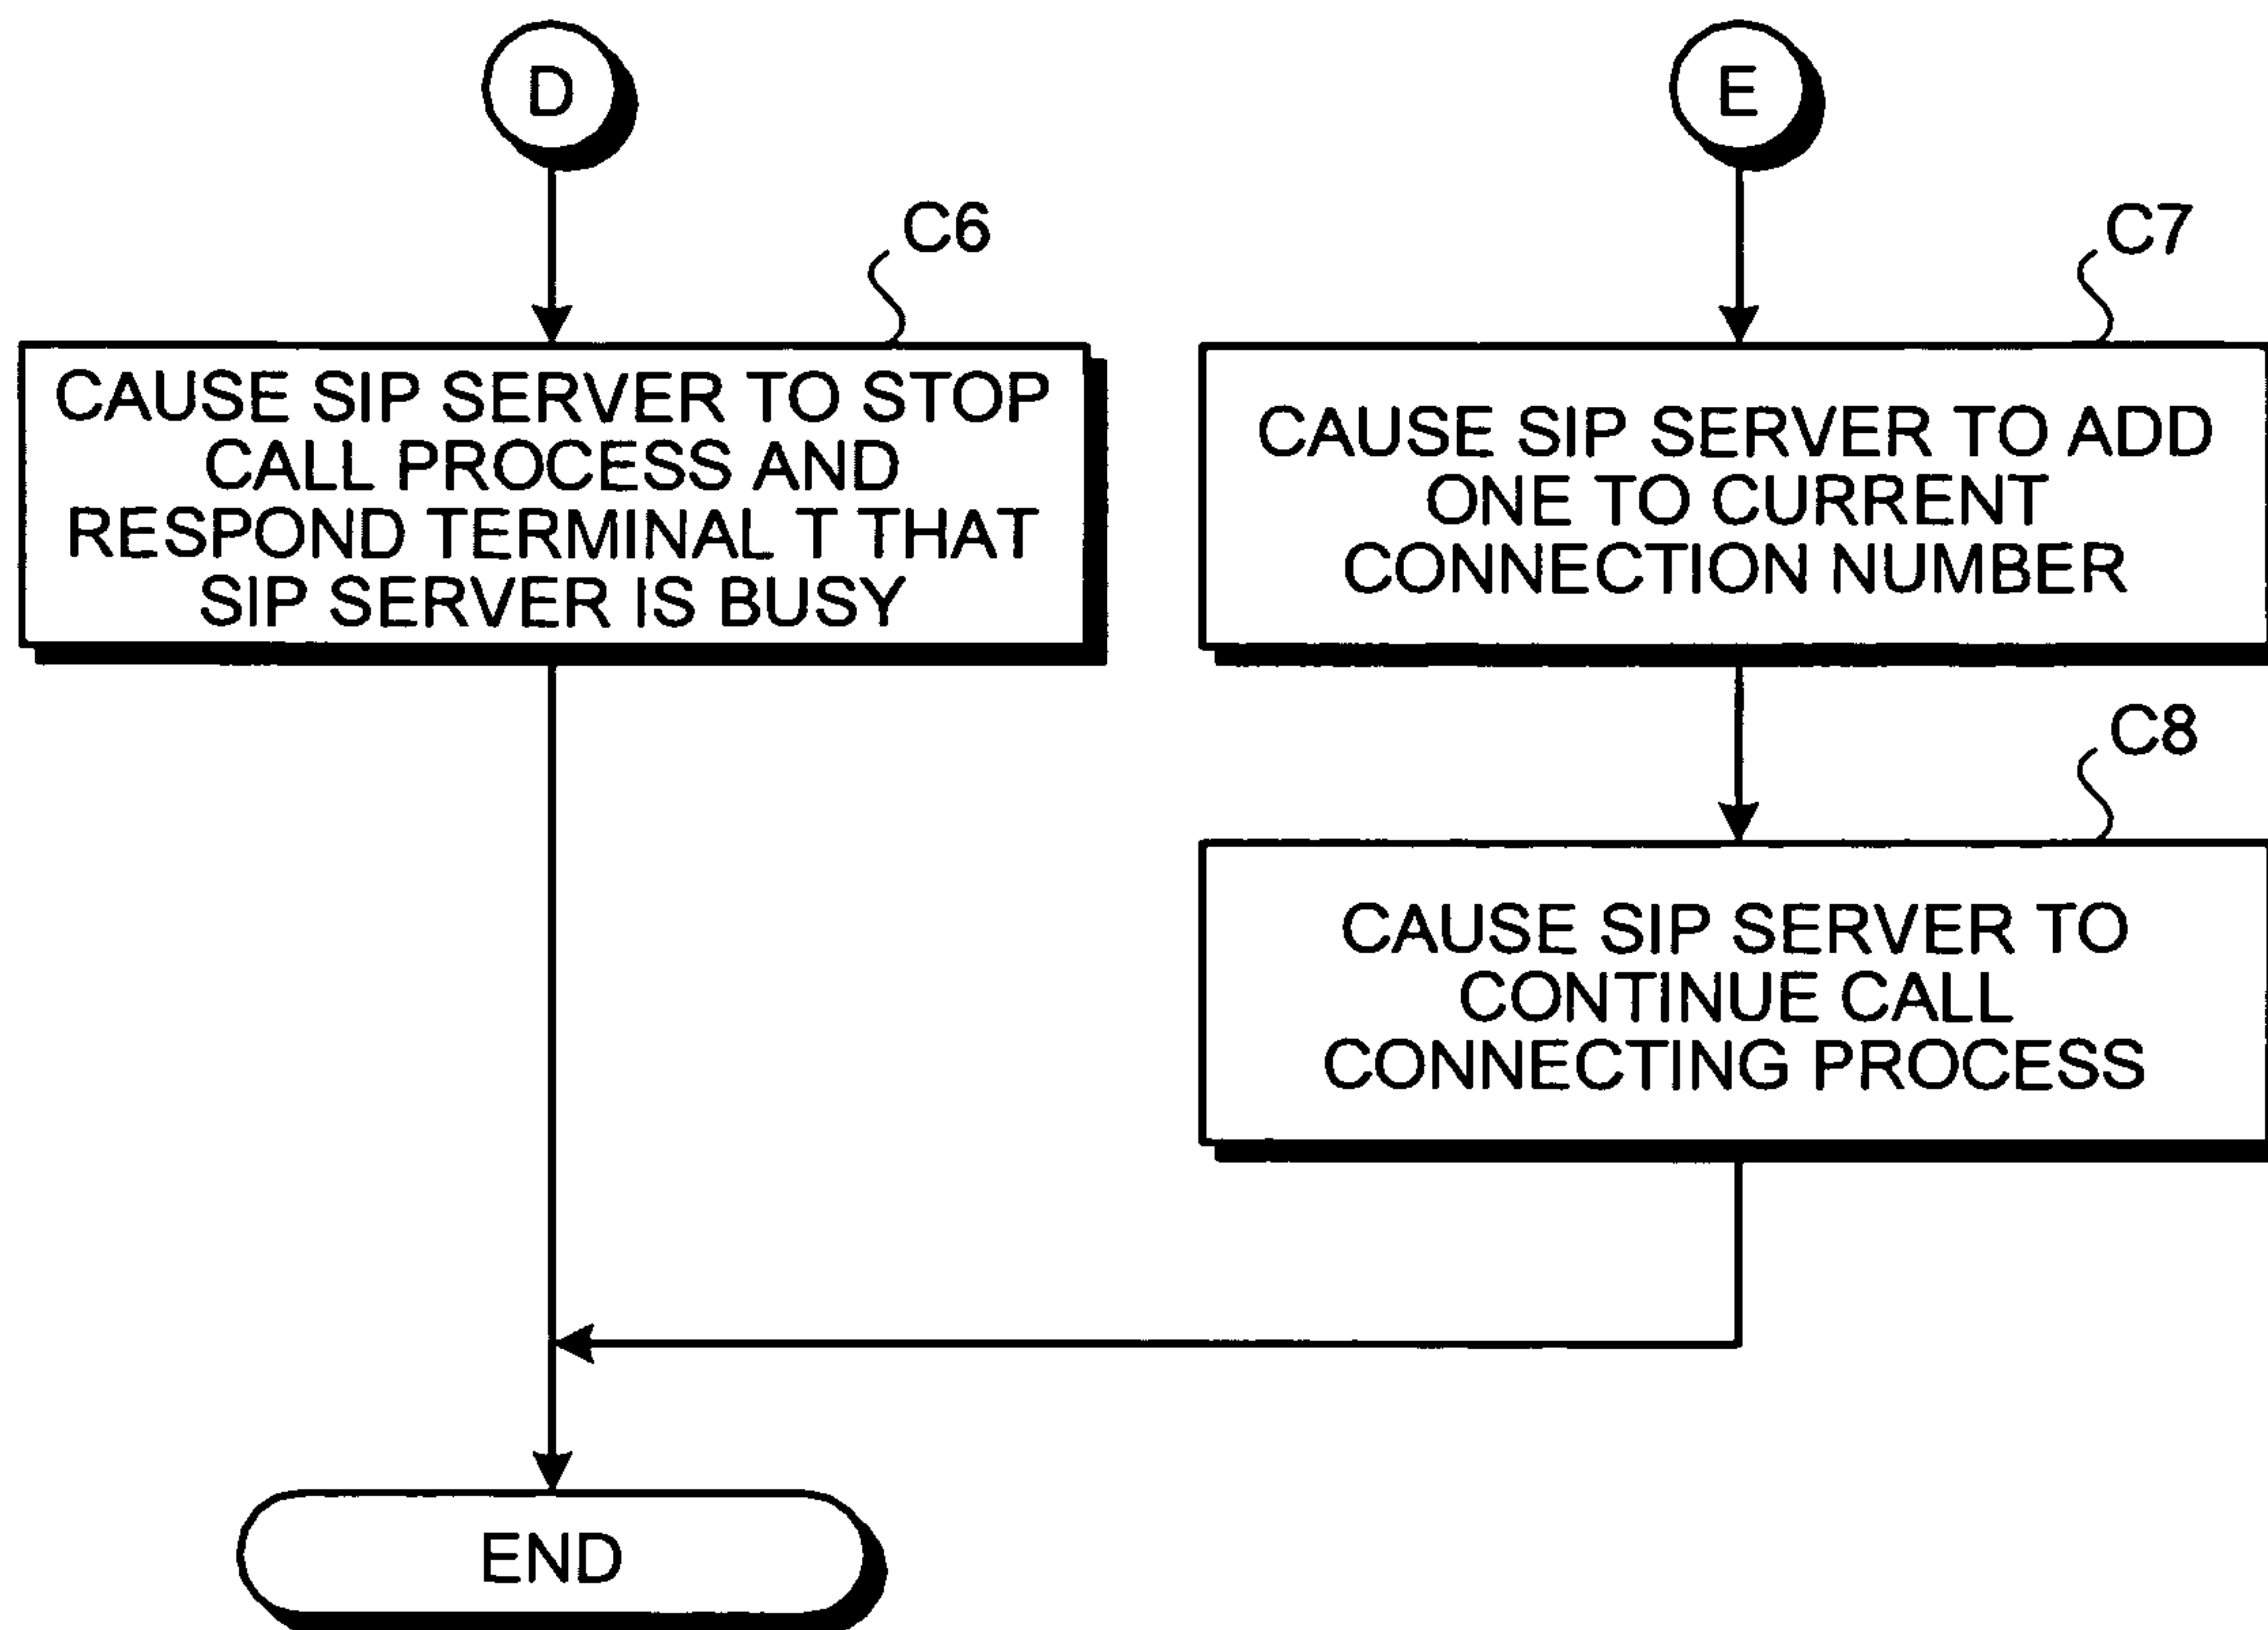 D
C6
CAUSE SIP SERVER TO STOP
CALL PROCESS AND
RESPOND TERMINAL T THAT
SIP SERVER IS BUSY
E
C7
CAUSE SIP SERVER TO ADD
ONE TO CURRENT
CONNECTION NUMBER
C8
CAUSE SIP SERVER TO
CONTINUE CALL
CONNECTING PROCESS
END